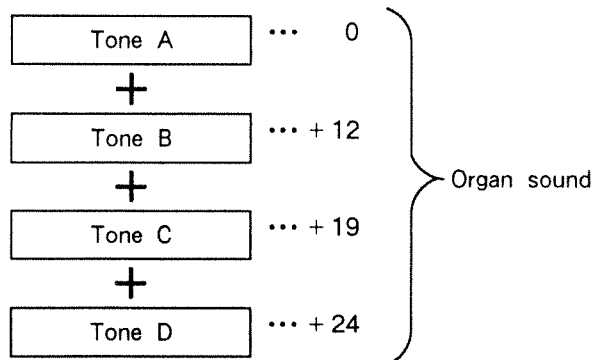 Tone A ··· 0
+
Tone B ··· + 12
+
Tone C ··· + 19
+
Tone D ··· + 24
Organ sound